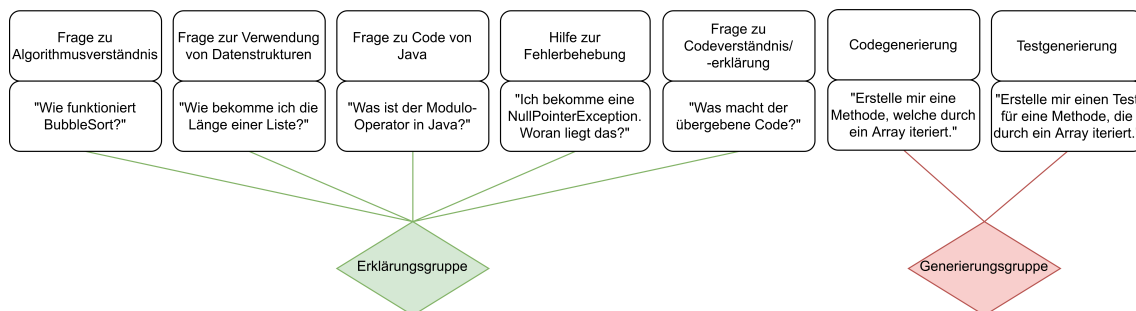 Frage zu
Algorithmusverständnis
Frage zur Verwendung
von Datenstrukturen
Frage zu Code von
Java
Hilfe zur
Fehlerbehebung
Frage zu
Codeverständnis/
-erklärung
Codegenerierung
Testgenerierung
"Wie funktioniert
BubbleSort?"
"Wie bekomme ich die
Länge einer Liste?"
"Was ist der Modulo-
Operator in Java?"
"Ich bekomme eine
NullPointerException.
Woran liegt das?"
"Was macht der
übergebene Code?"
"Erstelle mir eine
Methode, welche durch
ein Array iteriert."
"Erstelle mir einen Test
für eine Methode, die
durch ein Array iteriert.
Erklärungsgruppe
Generierungsgruppe